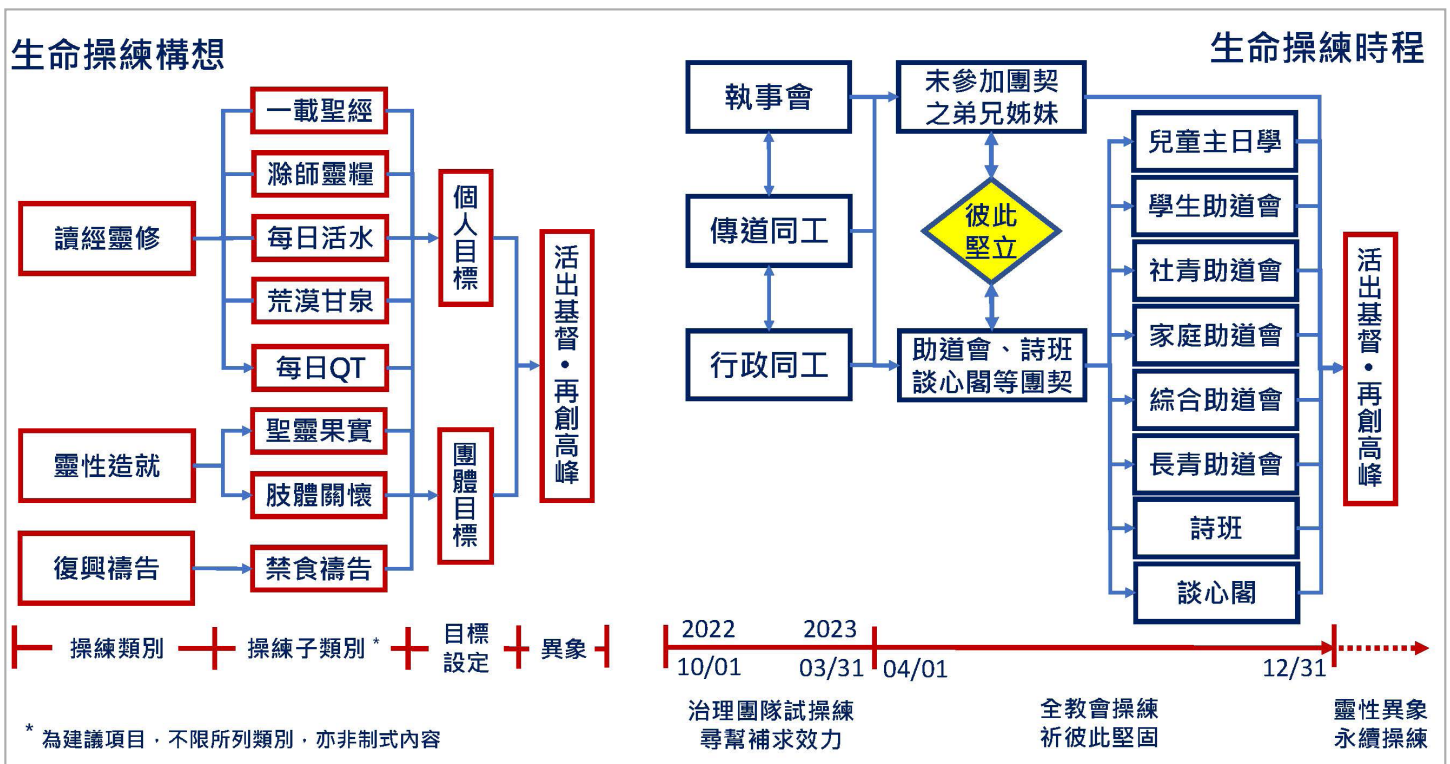 生命操練構想
讀經靈修
靈性造就
復興禱告
一載聖經
滌師靈糧
每日活水
荒漠甘泉
每日QT
聖靈果實
肢體關懷
禁食禱告
個人目標
團體目標
活出基督•再創高峰
操練類別
操練子類別 *
目標
設定
異象
* 為建議項目，不限所列類別，亦非制式內容
生命操練時程
執事會
傳道同工
行政同工
未參加團契
之弟兄姊妹
彼此
堅立
助道會、詩班
談心閣等團契
兒童主日學
學生助道會
社青助道會
家庭助道會
綜合助道會
長青助道會
詩班
談心閣
活出基督•再創高峰
2022 2023
10/01 03/31 04/01 12/31
治理團隊試操練
尋幫補求效力
全教會操練
祈彼此堅固
靈性異象
永續操練